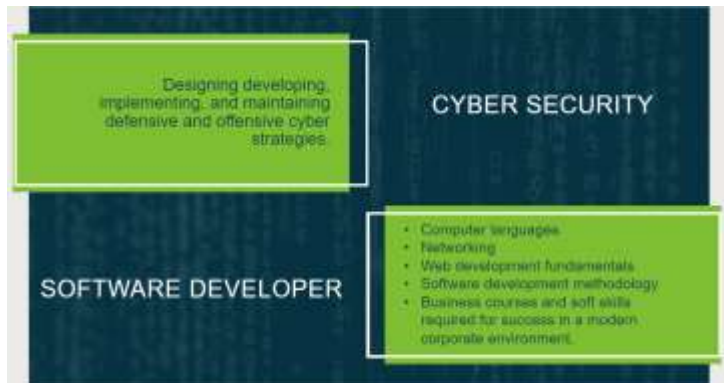 Designing developing,
implementing, and maintaining
defensive and offensive cyber
strategies.
CYBER SECURITY
SOFTWARE DEVELOPER
• Computer languages
• Networking
• Web development fundamentals
• Software development methodology
• Business courses and soft skills
required for success in a modern
corporate environment.